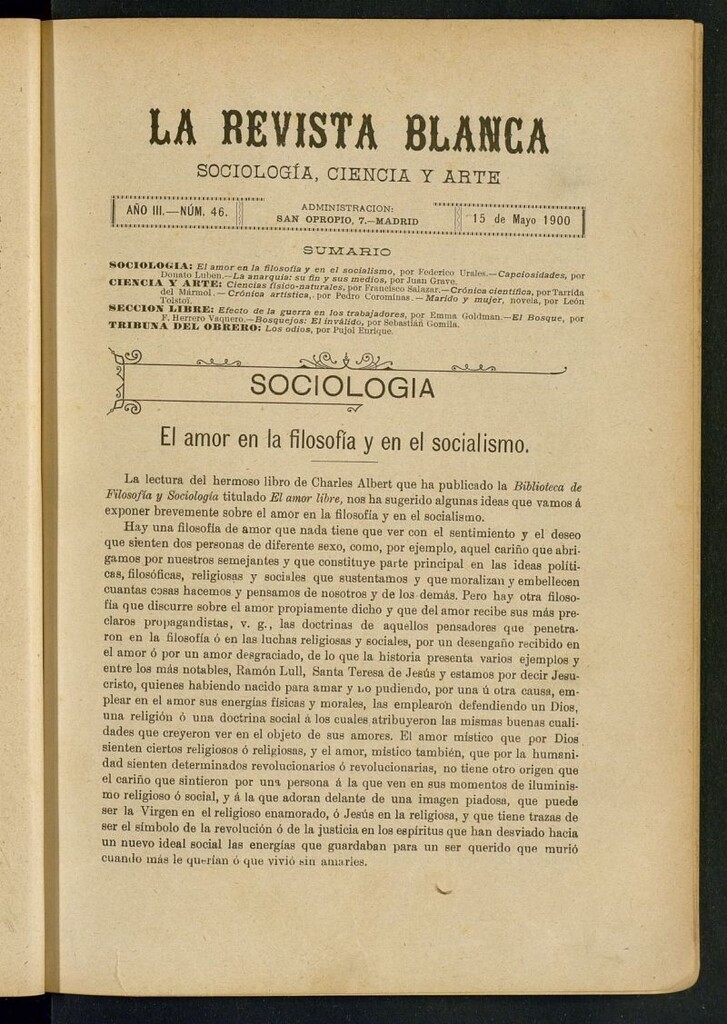 LA REVISTA BLANCA
SOCIOLOGÍA, CIENCIA Y ARTE
AÑO III.—NÚM. 46.
ADMINISTRACION:
SAN OPROPIO, 7.—MADRID
15 de Mayo 1900
SUMARIO
SOCIOLOGIA: El amor en la filosofía y en el socialismo, por Federico Urales.—Capciosidades, por
Donato Luben.—La anarquía: su fin y sus medios, por Juan Grave.
CIENCIA Y ARTE: Ciencias físico-naturales, por Francisco Salazar.—Crónica científica, por Tarrida
del Mármol.—Crónica artística, por Pedro Corominas.—Marido y mujer, novela, por León
Tolstoï.
SECCION LIBRE: Efecto de la guerra en los trabajadores, por Emma Goldman.—El Bosque, por
F. Herrero Vaquero.—Bosquejos: El inválido, por Sebastián Gomila.
TRIBUNA DEL OBRERO: Los odios, por Pujol Enrique.
SOCIOLOGIA
El amor en la filosofía y en el socialismo.
La lectura del hermoso libro de Charles Albert que ha publicado la Biblioteca de
Filosofía y Sociología titulado El amor libre, nos ha sugerido algunas ideas que vamos á
exponer brevemente sobre el amor en la filosofía y en el socialismo.
Hay una filosofía de amor que nada tiene que ver con el sentimiento y el deseo
que sienten dos personas de diferente sexo, como, por ejemplo, aquel cariño que abri-
gamos por nuestros semejantes y que constituye parte principal en las ideas políti-
cas, filosóficas, religiosas y sociales que sustentamos y que moralizan y embellecen
cuantas cosas hacemos y pensamos de nosotros y de los demás. Pero hay otra filoso-
fía que discurre sobre el amor propiamente dicho y que del amor recibe sus más pre-
claros propagandistas, v. g., las doctrinas de aquellos pensadores que penetra-
ron en la filosofía ó en las luchas religiosas y sociales, por un desengaño recibido en
el amor ó por un amor desgraciado, de lo que la historia presenta varios ejemplos y
entre los más notables, Ramón Lull, Santa Teresa de Jesús y estamos por decir Jesu-
cristo, quienes habiendo nacido para amar y no pudiendo, por una ú otra causa, em-
plear en el amor sus energías físicas y morales, las emplearon defendiendo un Dios,
una religión ó una doctrina social á los cuales atribuyeron las mismas buenas cuali-
dades que creyeron ver en el objeto de sus amores. El amor místico que por Dios
sienten ciertos religiosos ó religiosas, y el amor, místico también, que por la humani-
dad sienten determinados revolucionarios ó revolucionarias, no tiene otro origen que
el cariño que sintieron por una persona á la que ven en sus momentos de iluminis-
mo religioso ó social, y á la que adoran delante de una imagen piadosa, que puede
ser la Virgen en el religioso enamorado, ó Jesús en la religiosa, y que tiene trazas de
ser el símbolo de la revolución ó de la justicia en los espíritus que han desviado hacia
un nuevo ideal social las energías que guardaban para un ser querido que murió
cuando más le querían ó que vivió sin amarles.